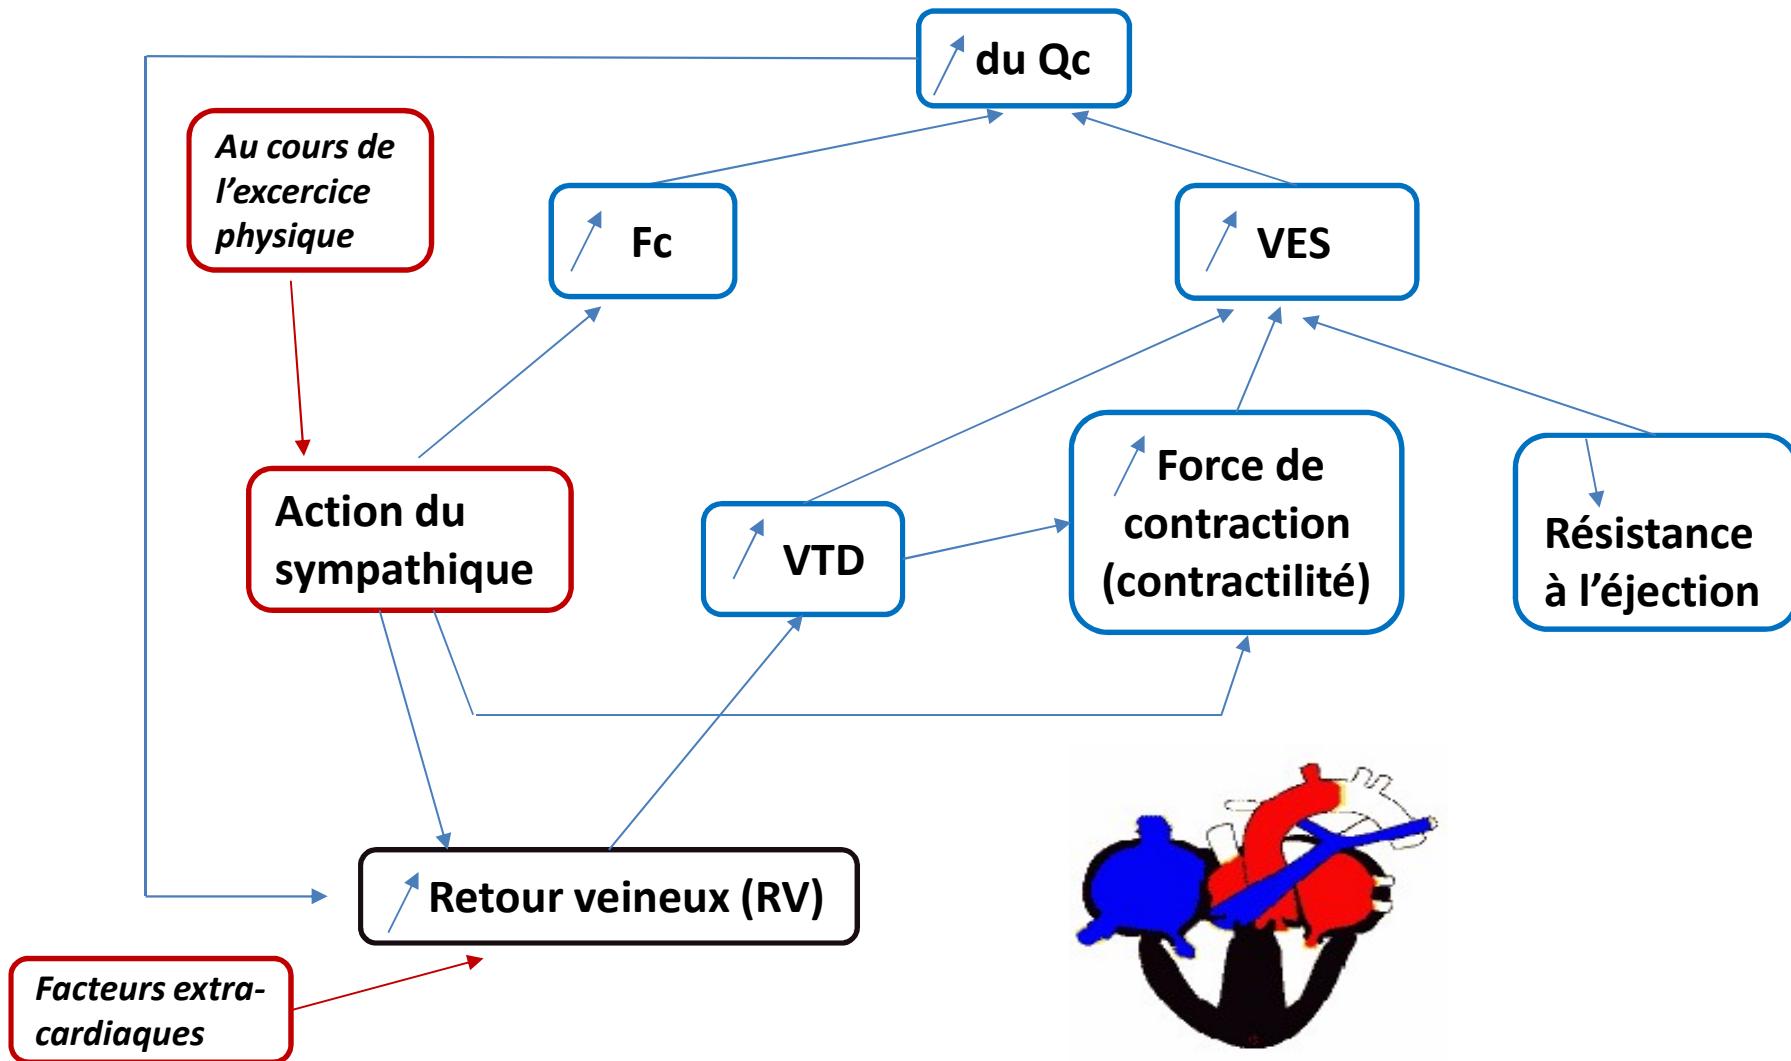 du Qc
Au cours de
l’excercice
physique
Fc
VES
Action du
sympathique
VTD
Force de
contraction
(contractilité)
Résistance
à l’éjection
Retour veineux (RV)
Facteurs extra-
cardiaques